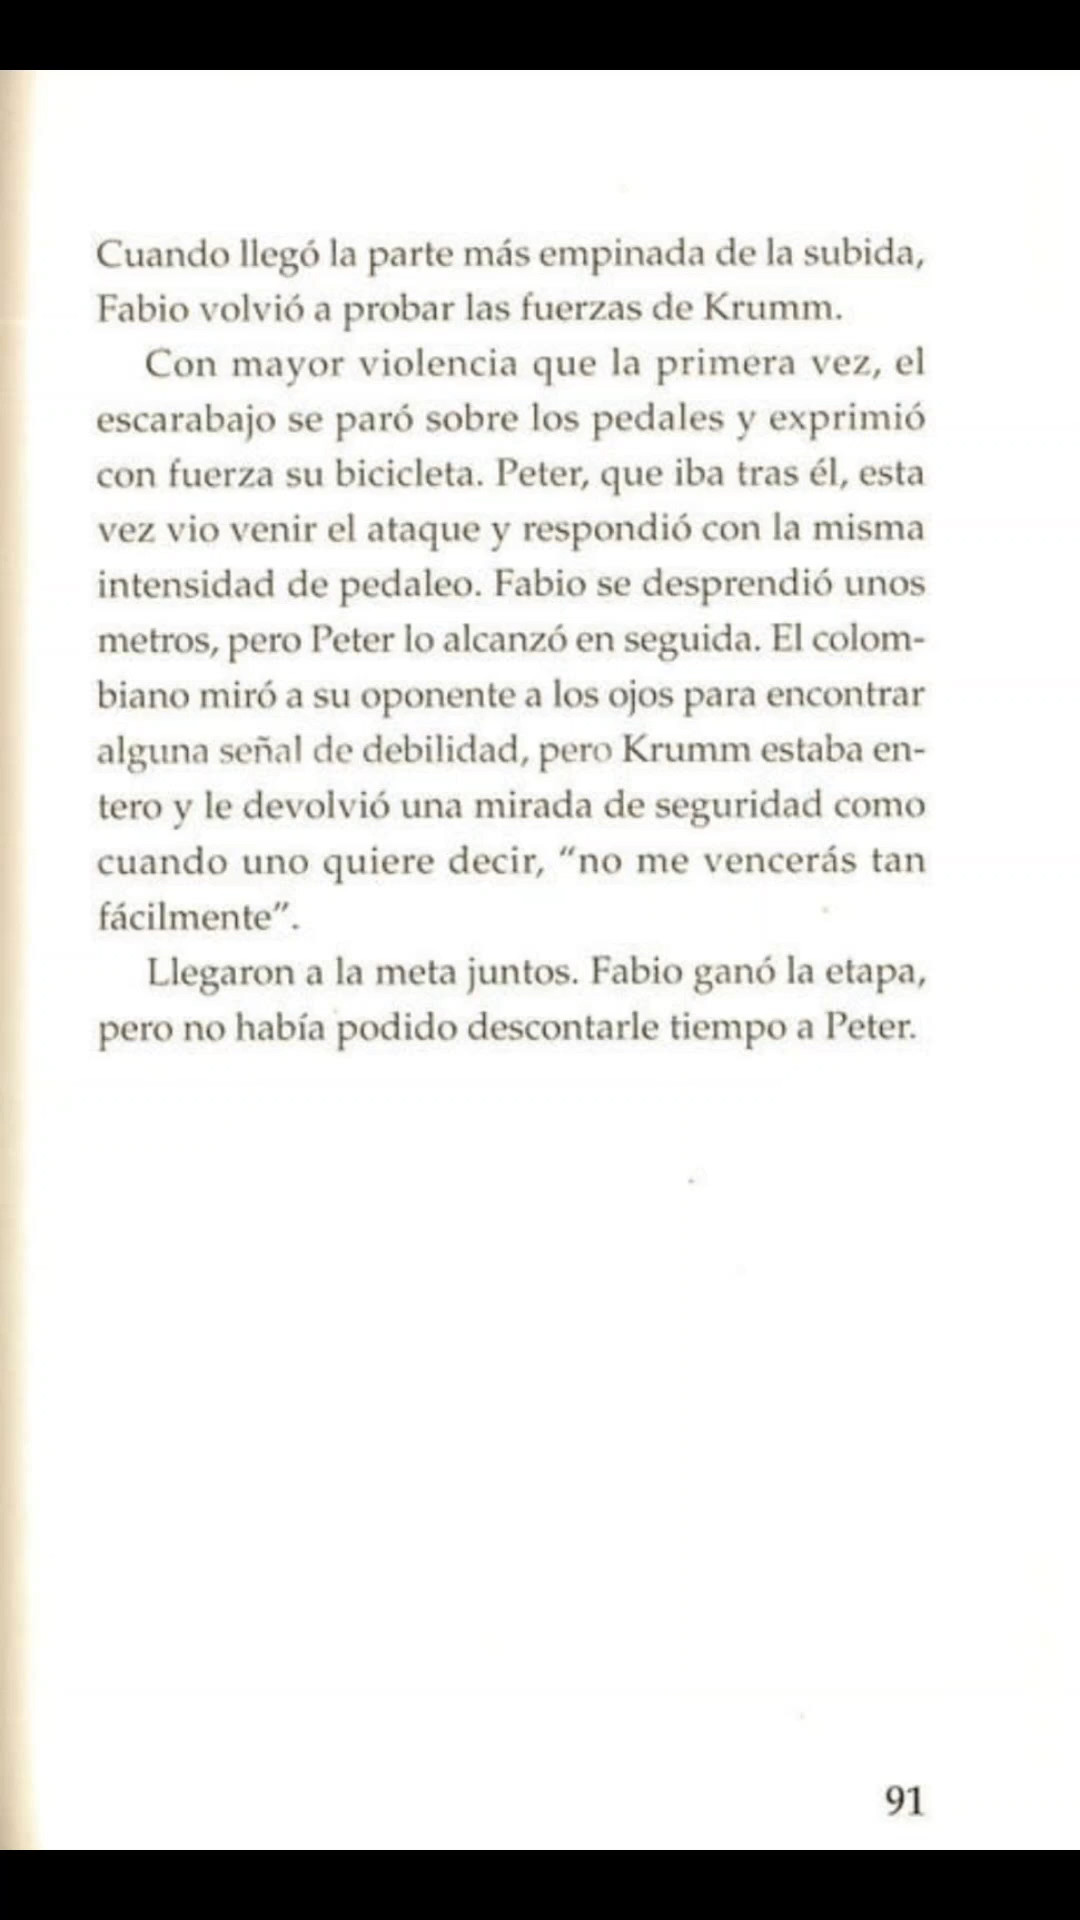 Cuando llegó la parte más empinada de la subida,
Fabio volvió a probar las fuerzas de Krumm.
Con mayor violencia que la primera vez, el
escarabajo se paró sobre los pedales y exprimió
con fuerza su bicicleta. Peter, que iba tras él, esta
vez vio venir el ataque y respondió con la misma
intensidad de pedaleo. Fabio se desprendió unos
metros, pero Peter lo alcanzó en seguida. El colom-
biano miró a su oponente a los ojos para encontrar
alguna señal de debilidad, pero Krumm estaba en-
tero y le devolvió una mirada de seguridad como
cuando uno quiere decir, “no me vencerás tan
fácilmente”.
Llegaron a la meta juntos. Fabio ganó la etapa,
pero no había podido descontarle tiempo a Peter.
91